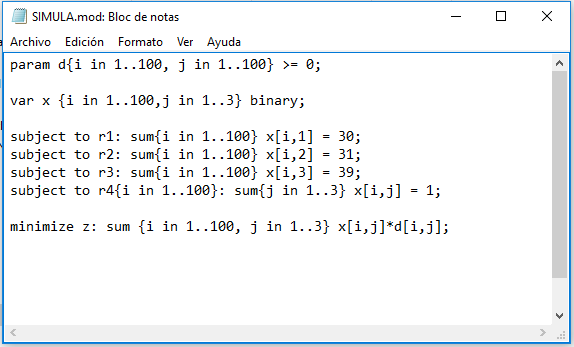 SIMULA.mod: Bloc de notas
Archivo Edición Formato Ver Ayuda
param d{i in 1..100, j in 1..100} >= 0;
var x {i in 1..100,j in 1..3} binary;
subject to r1: sum{i in 1..100} x[i,1] = 30;
subject to r2: sum{i in 1..100} x[i,2] = 31;
subject to r3: sum{i in 1..100} x[i,3] = 39;
subject to r4{i in 1..100}: sum{j in 1..3} x[i,j] = 1;
minimize z: sum {i in 1..100, j in 1..3} x[i,j]*d[i,j];